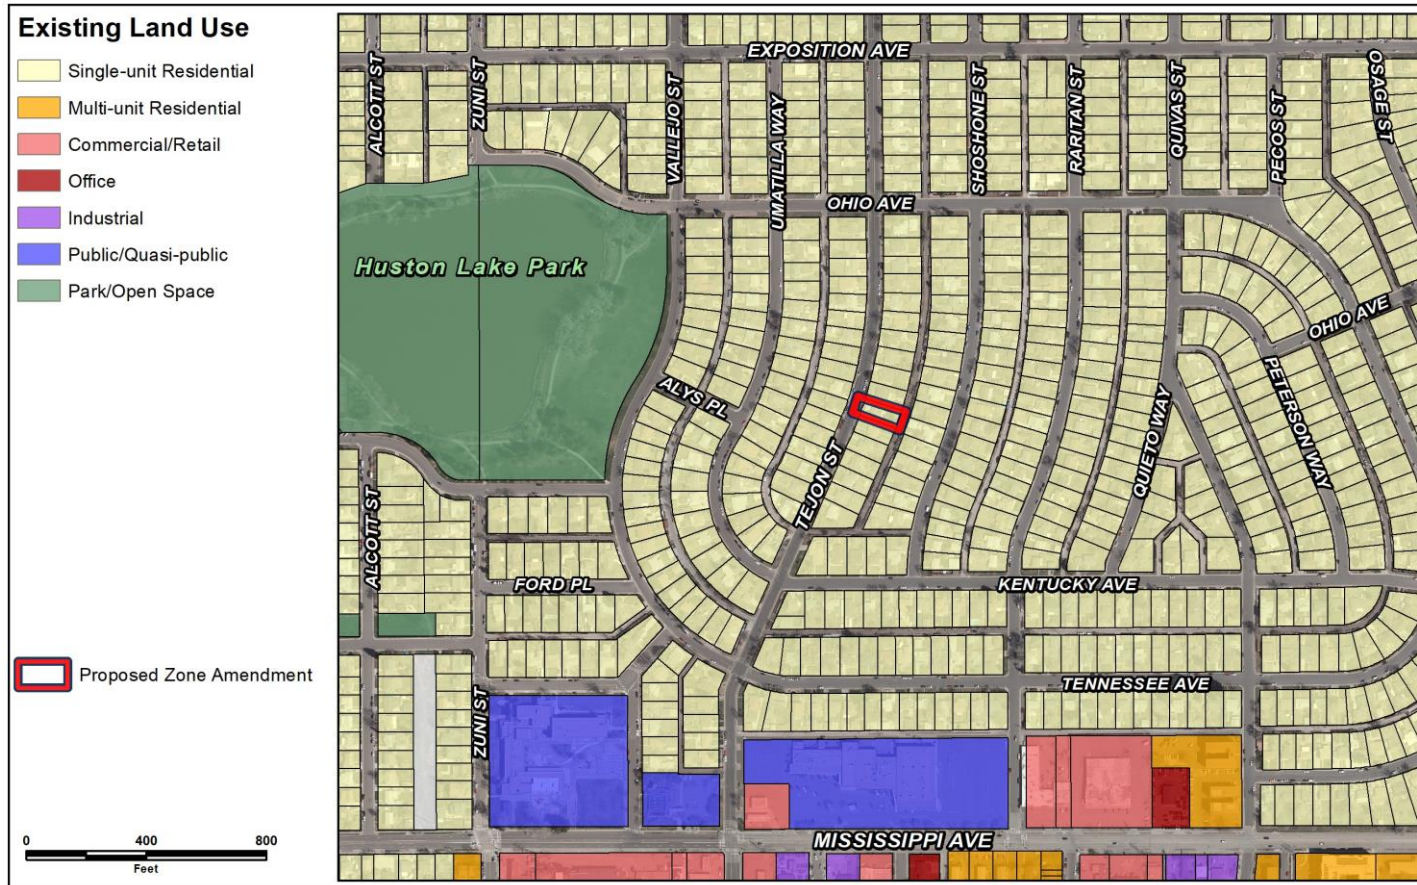 Existing Land Use
Single-unit Residential
Multi-unit Residential
Commercial/Retail
Office
Industrial
Public/Quasi-public
Park/Open Space
Proposed Zone Amendment
0 400 800
Feet
EXPOSITION AVE
ALCOTT ST
ZUNI ST
VALLEJO ST
UMATILLA WAY
SHOSHONE ST
RARITAN ST
QUIVAS ST
PECOS ST
OSAGE ST
OHIO AVE
Huston Lake Park
OHIO AVE
ALYS PL
PETERSON WAY
QUIETO WAY
TEJON ST
ALCOTT ST
FORD PL
KENTUCKY AVE
TENNESSEE AVE
ZUNI ST
MISSISSIPPI AVE